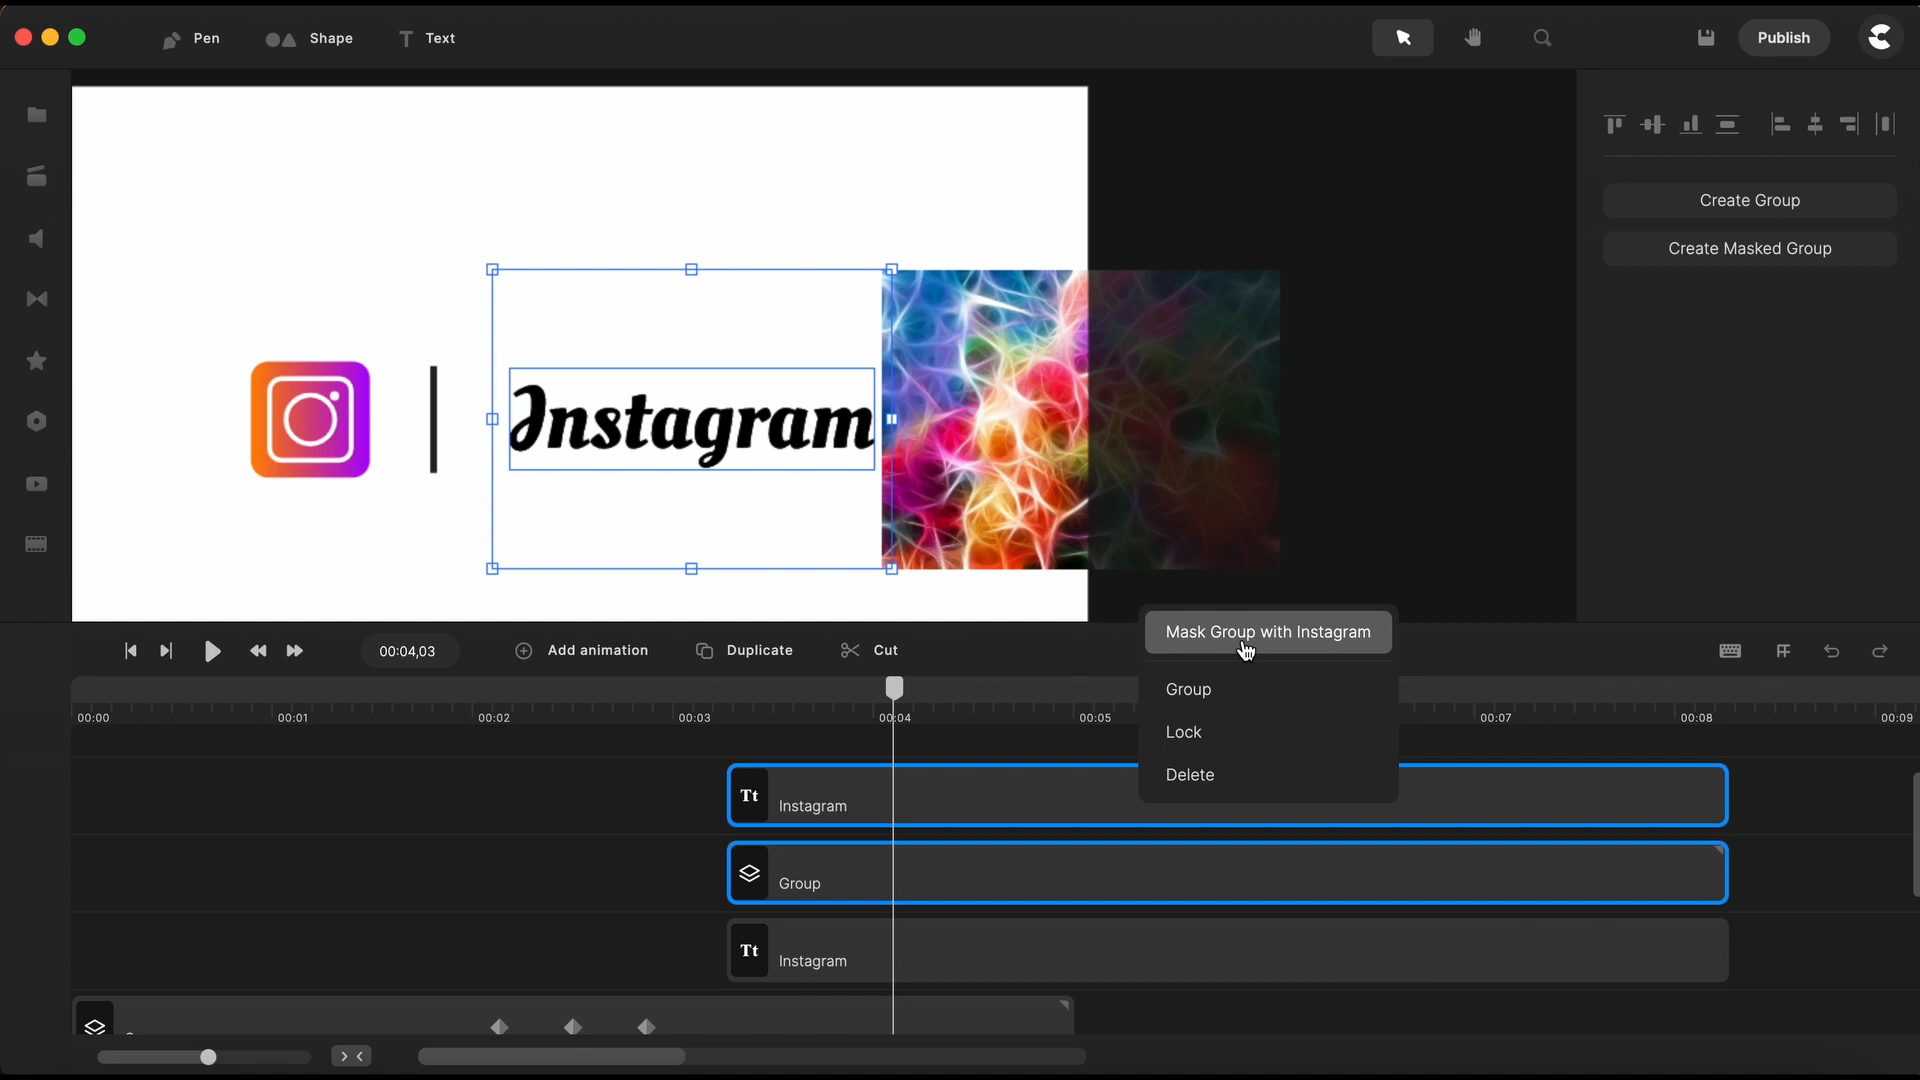 Pen
Shape
Text
Publish
Create Group
Create Masked Group
Instagram
00:04,03
Add animation
Duplicate
Cut
Mask Group with Instagram
Group
Lock
Delete
00:00
00:01
00:02
00:03
00:04
00:05
00:07
00:08
00:09
Tt
Instagram
Group
Tt
Instagram